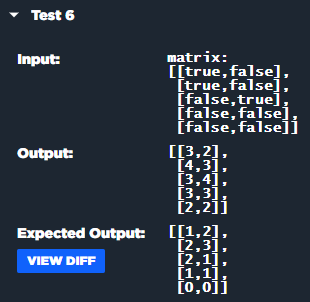 Test 6
Input:
matrix:
[[true,false],
[true,false],
[false,true],
[false,false],
[false,false]]
Output:
[[3,2],
[4,3],
[3,4],
[3,3],
[2,2]]
Expected Output:
[[1,2],
[2,3],
[2,1],
[1,1],
[0,0]]
VIEW DIFF